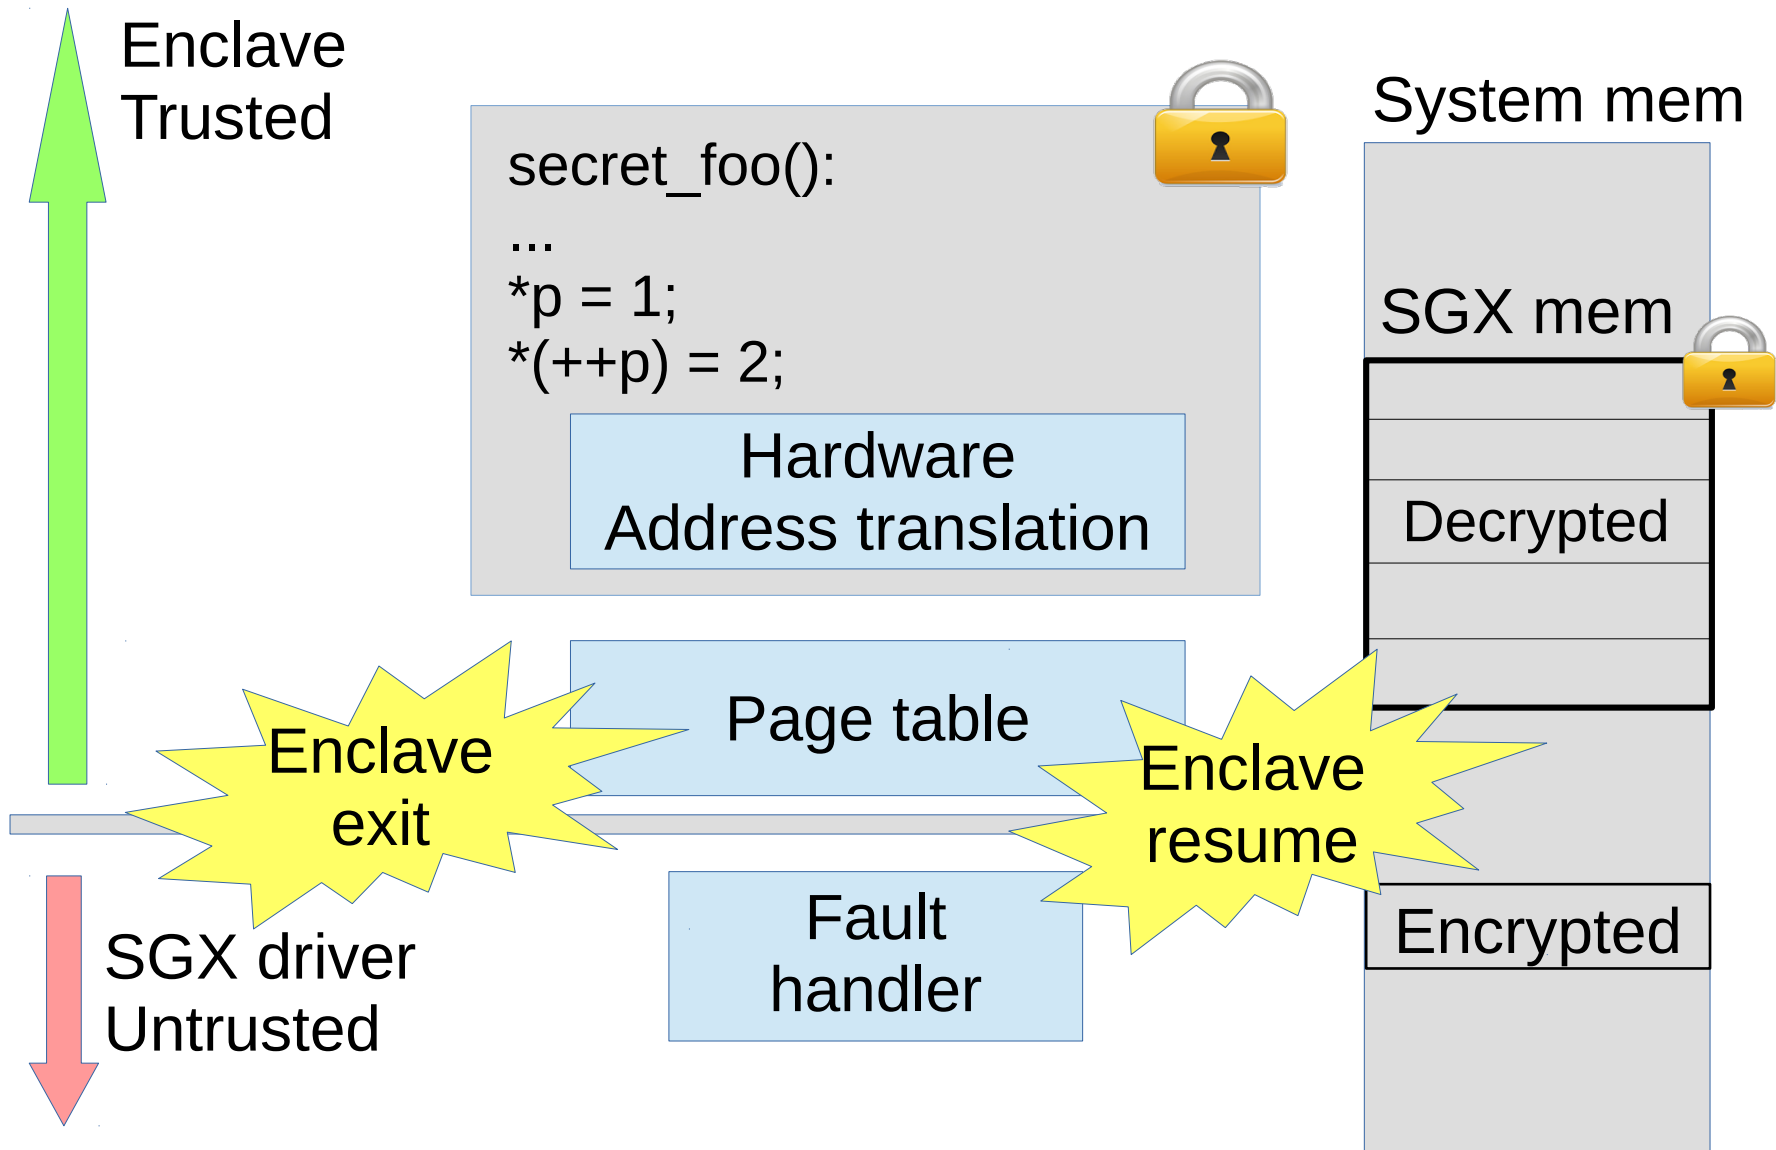 Enclave
Trusted
secret_foo():
...
*p = 1;
*(++p) = 2;
Hardware
Address translation
Page table
Enclave
exit
Enclave
resume
Fault
handler
SGX driver
Untrusted
System mem
SGX mem
Decrypted
Encrypted